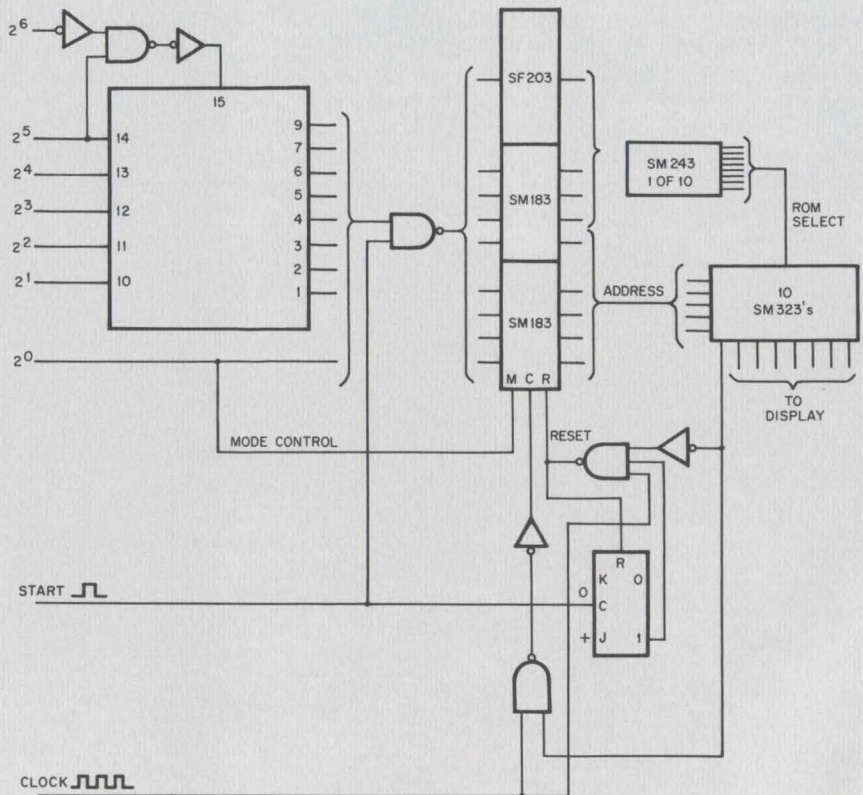 2⁶
15
2⁵
14
2⁴
13
2³
12
2²
11
2¹
10
2⁰
9
7
6
5
4
3
2
1
MODE CONTROL
SF203
SM183
SM183
M C R
SM 243
1 OF 10
ROM
SELECT
ADDRESS
10
SM323's
TO
DISPLAY
RESET
R
K O
O
C
+ J 1
START
CLOCK